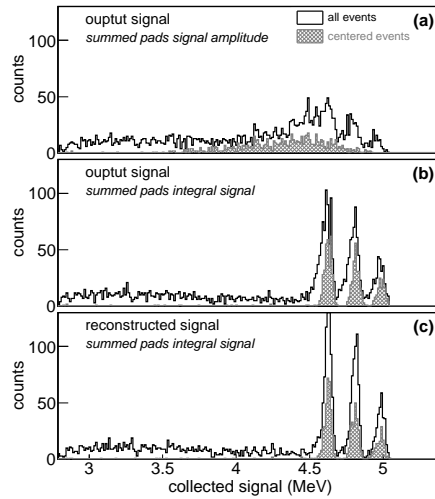 ouptut signal
(a)
all events
summed pads signal amplitude
centered events
100
50
0
counts
ouptut signal
(b)
summed pads integral signal
100
50
0
counts
reconstructed signal
(c)
summed pads integral signal
100
50
0
counts
3 3.5 4 4.5 5
collected signal (MeV)